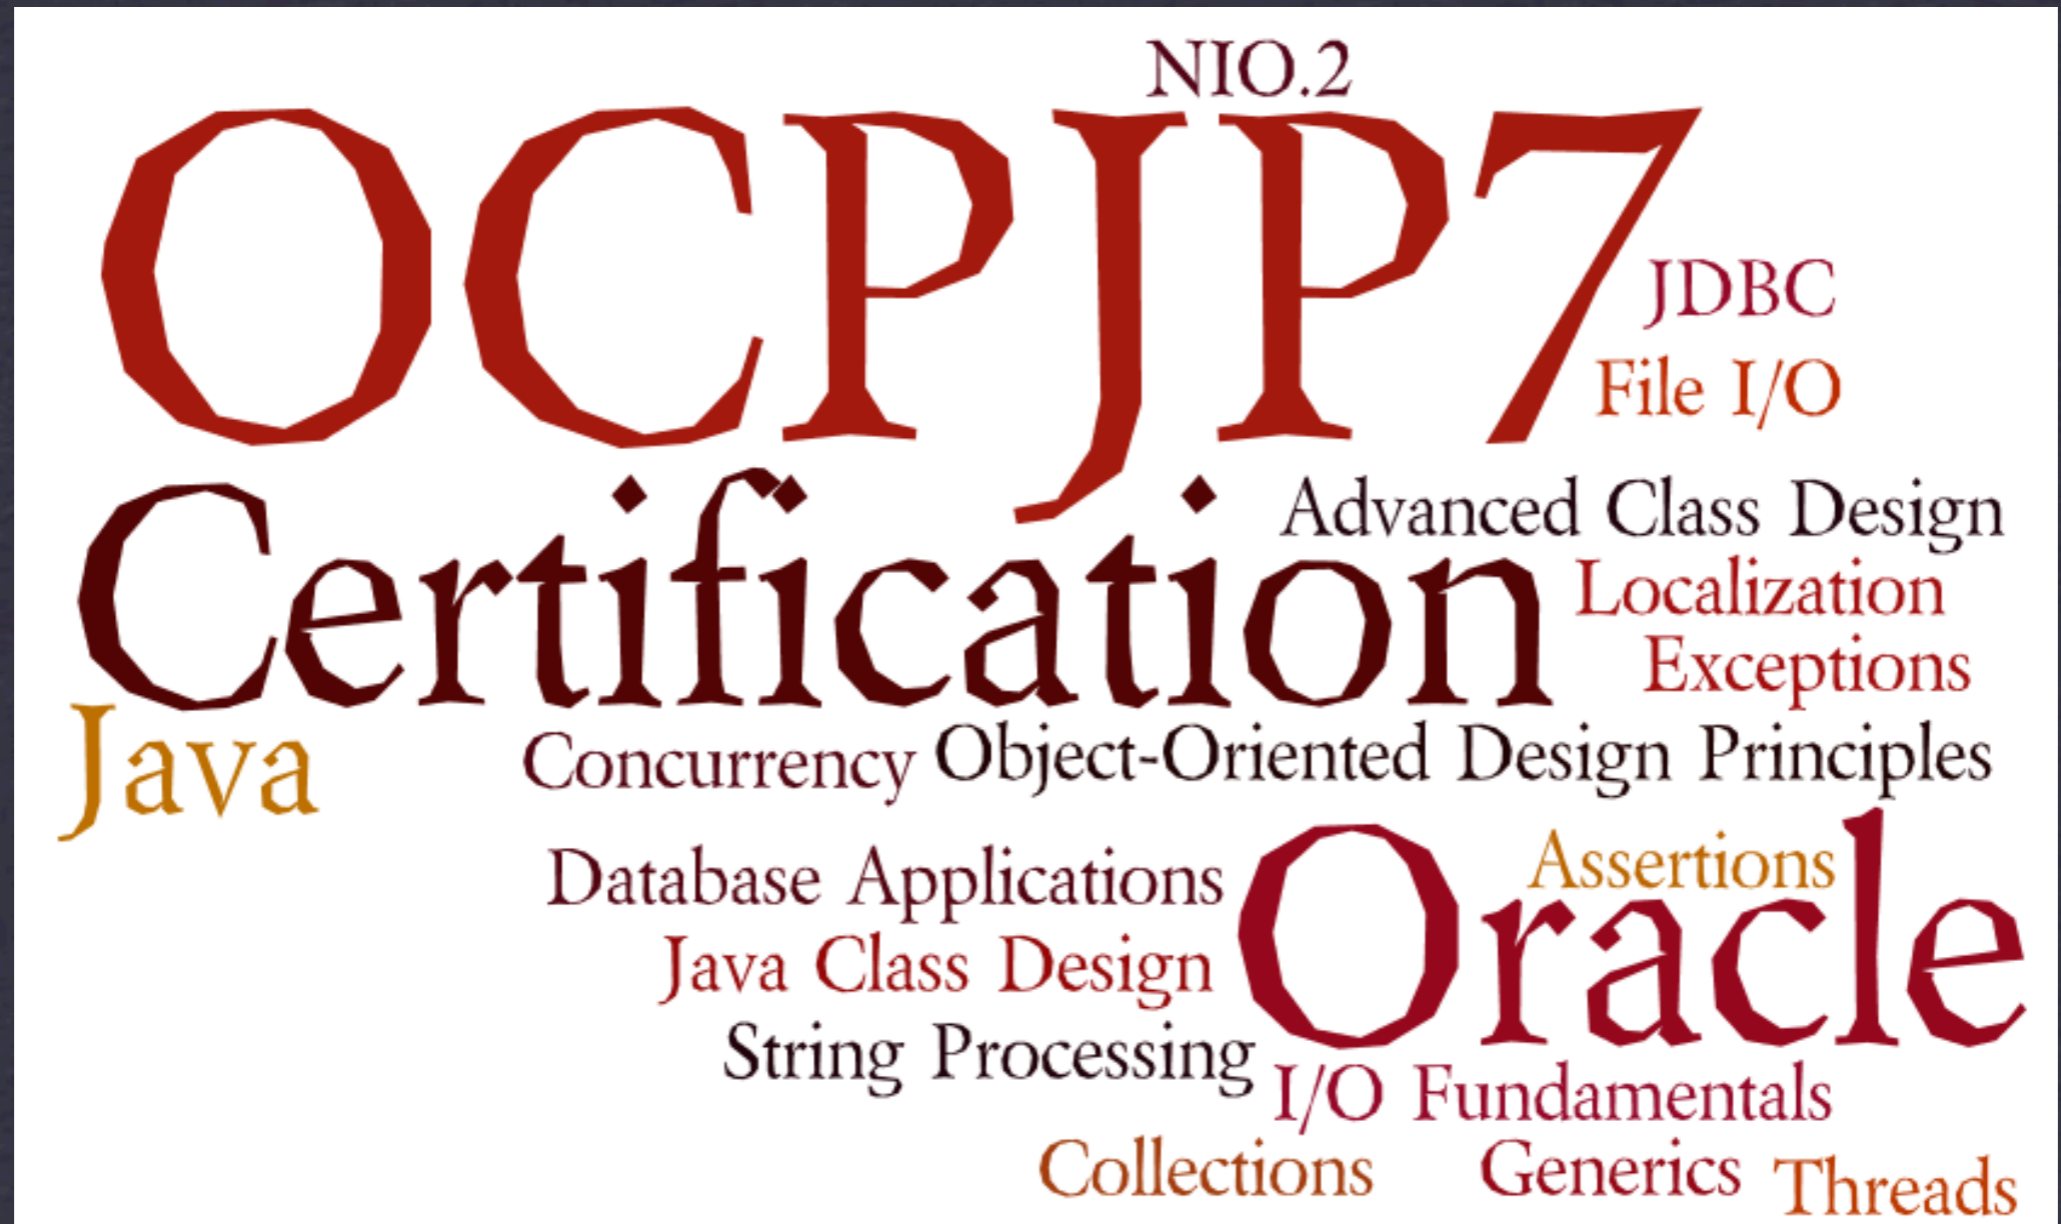 NIO.2
OCPJP7
JDBC
File I/O
Certification
Advanced Class Design
Localization
Exceptions
Java
Concurrency
Object-Oriented Design Principles
Database Applications
Assertions
Oracle
Java Class Design
String Processing
I/O Fundamentals
Collections
Generics
Threads